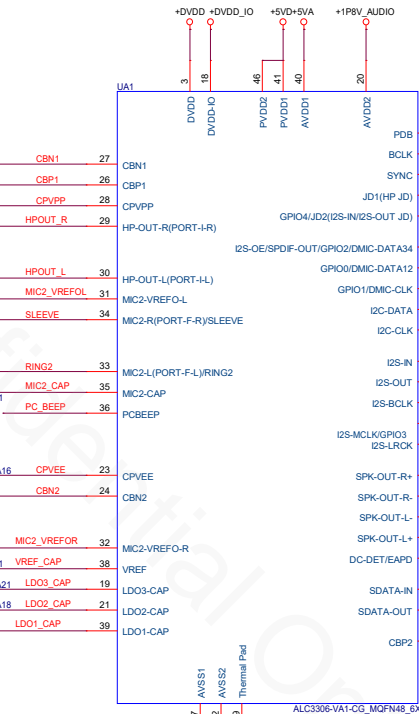 +DVDD +DVDD_IO +5VD+5VA +1P8V_AUDIO
3 18 46 41 40 20
UA1
DVDD DVDD-IO PVDD2 PVDD1 AVDD1 AVDD2
PDB
BCLK
CBN1 27 CBN1
SYNC
CBP1 26 CBP1
JD1(HP JD)
CPVPP 28 CPVPP
GPIO4/JD2(I2S-IN/I2S-OUT JD)
HPOUT_R 29 HP-OUT-R(PORT-I-R)
I2S-OE/SPDIF-OUT/GPIO2/DMIC-DATA34
GPIO0/DMIC-DATA12
HPOUT_L 30 HP-OUT-L(PORT-I-L)
GPIO1/DMIC-CLK
MIC2_VREFOL 31 MIC2-VREFO-L
I2C-DATA
SLEEVE 34 MIC2-R(PORT-F-R)/SLEEVE
I2C-CLK
I2S-IN
RING2 33 MIC2-L(PORT-F-L)/RING2
I2S-OUT
MIC2_CAP 35 MIC2-CAP
I2S-BCLK
PC_BEEP 36 PCBEEP
I2S-MCLK/GPIO3
I2S-LRCK
A16 CPVEE 23 CPVEE
SPK-OUT-R+
CBN2 24 CBN2
SPK-OUT-R-
SPK-OUT-L-
SPK-OUT-L+
MIC2_VREFOR 32 MIC2-VREFO-R
DC-DET/EAPD
VREF_CAP 38 VREF
A21 LDO3_CAP 19 LDO3-CAP
SDATA-IN
A18 LDO2_CAP 21 LDO2-CAP
SDATA-OUT
LDO1_CAP 39 LDO1-CAP
CBP2
AVSS1 AVSS2 Thermal Pad
ALC3306-VA1-CG_MQFN48_6X